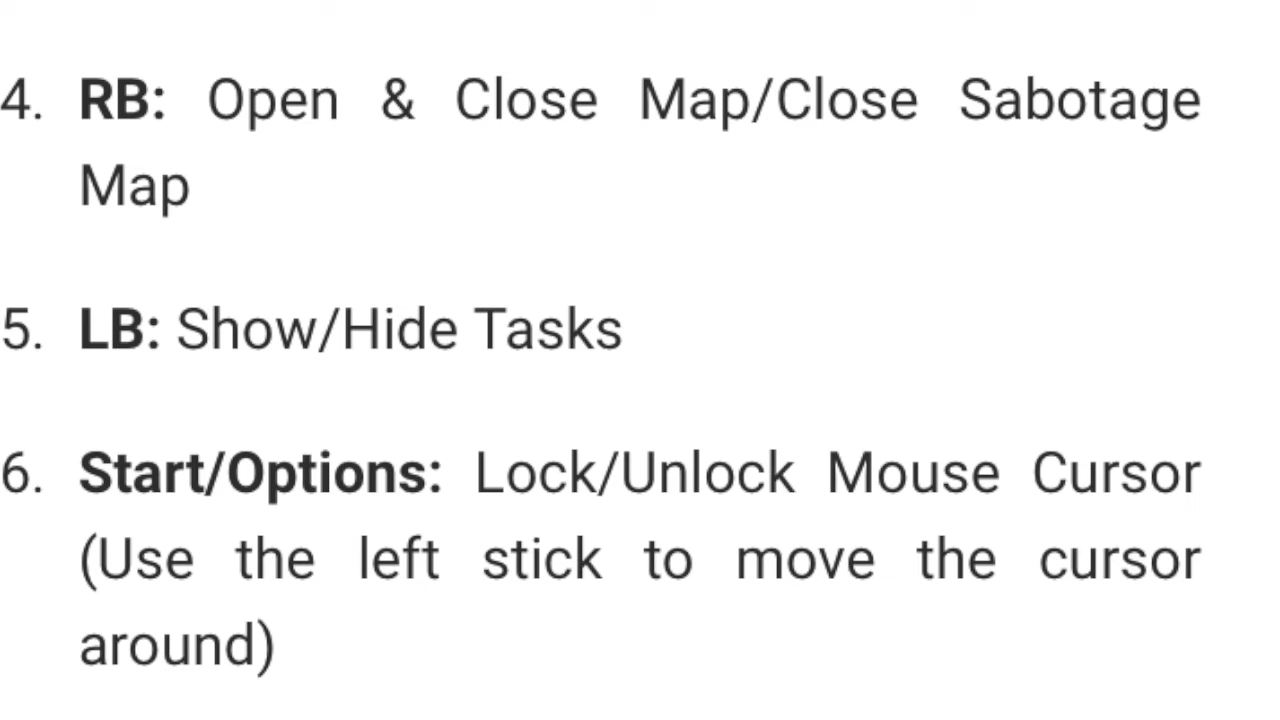 4. RB: Open & Close Map/Close Sabotage
Map
5. LB: Show/Hide Tasks
6. Start/Options: Lock/Unlock Mouse Cursor
(Use the left stick to move the cursor
around)